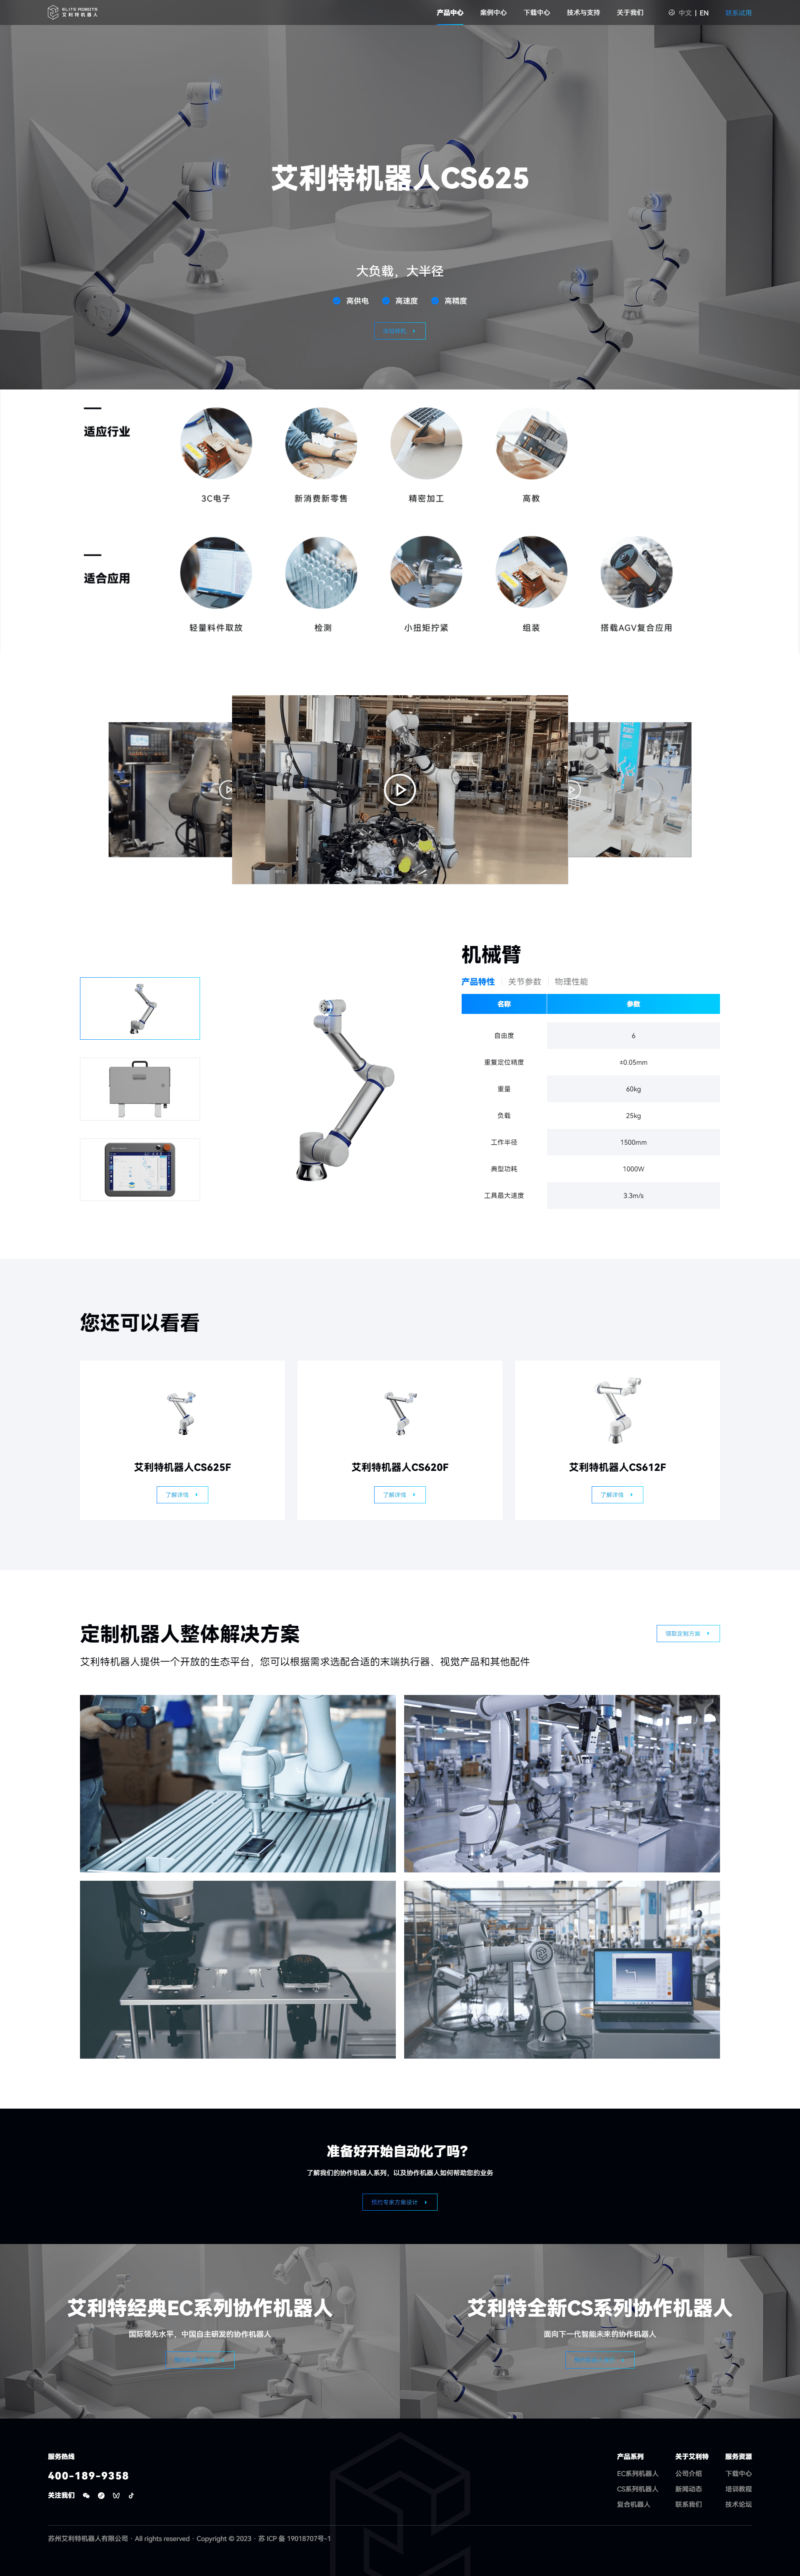 ELITE ROBOTS
艾利特机器人
产品中心 案例中心 下载中心 技术与支持 关于我们 中文 | EN 联系试用
艾利特机器人CS625
大负载，大半径
高供电 高速度 高精度
适应行业
3C电子 新消费新零售 精密加工 高教
适合应用
轻量料件取放 检测 小扭矩拧紧 组装 搭载AGV复合应用
机械臂
产品特性 关节参数 物理性能
名称 参数
自由度 6
重复定位精度 ±0.05mm
重量 60kg
负载 25kg
工作半径 1500mm
典型功耗 1000W
工具最大速度 3.3m/s
您还可以看看
艾利特机器人CS625F 艾利特机器人CS620F 艾利特机器人CS612F
了解详情 了解详情 了解详情
定制机器人整体解决方案
领取定制方案
艾利特机器人提供一个开放的生态平台，您可以根据需求选配合适的末端执行器、视觉产品和其他配件
准备好开始自动化了吗?
了解我们的协作机器人系列，以及协作机器人如何帮助您的业务
预约专家方案设计
艾利特经典EC系列协作机器人 艾利特全新CS系列协作机器人
国际领先水平，中国自主研发的协作机器人 面向下一代智能未来的协作机器人
服务热线 产品系列 关于艾利特 服务资源
400-189-9358 EC系列机器人 公司介绍 下载中心
关注我们 CS系列机器人 新闻动态 培训教程
复合机器人 联系我们 技术论坛
苏州艾利特机器人有限公司 · All rights reserved · Copyright © 2023 · 苏 ICP 备 19018707号-1